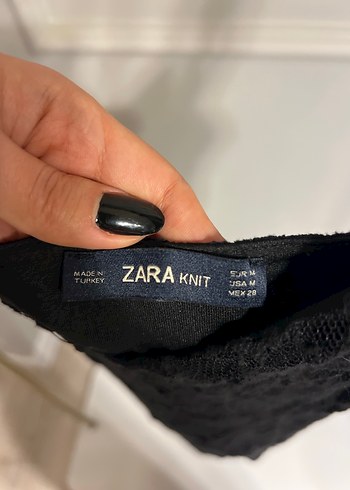 MADE IN
TURKEY
ZARA KNIT
EUR M
USA M
MEX 28